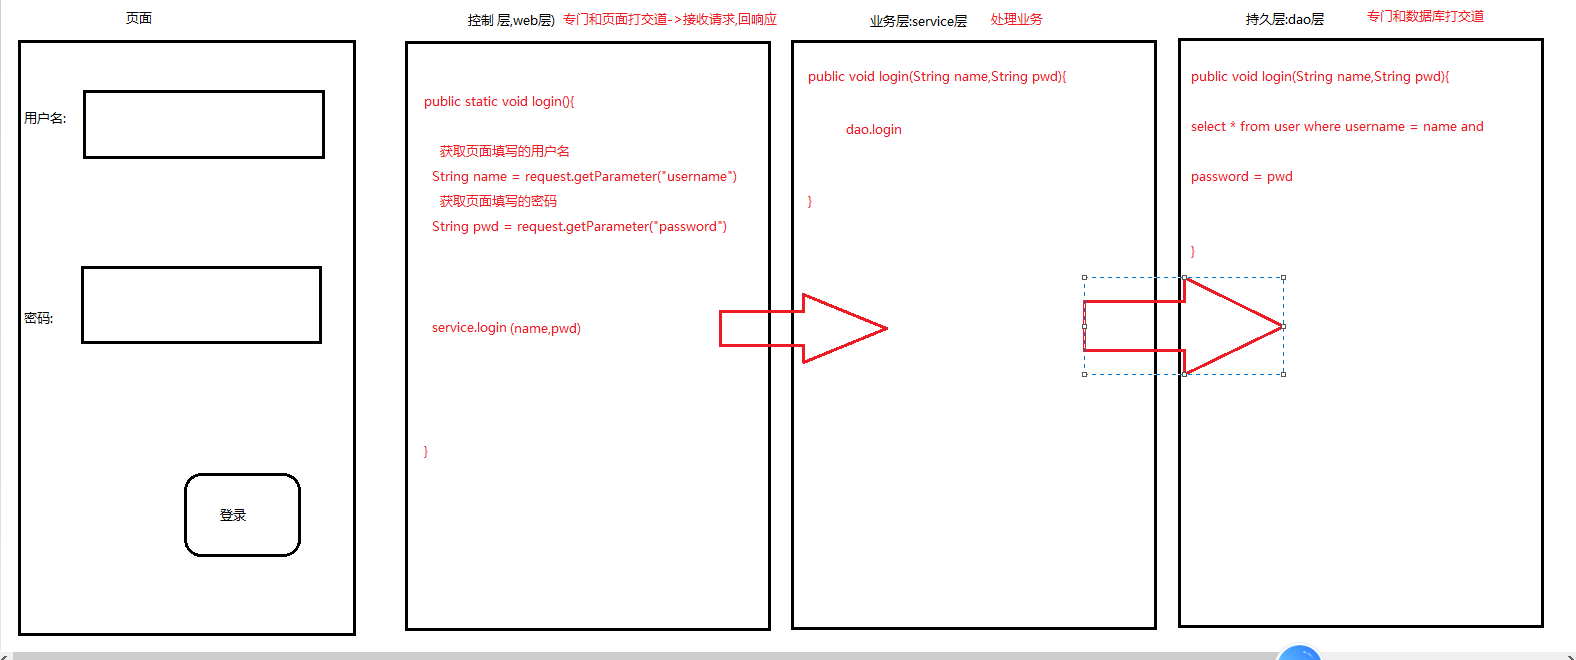 页面
用户名:
密码:
登录
控制 层,web层) 专门和页面打交道->接收请求,回响应
public static void login(){
获取页面填写的用户名
String name = request.getParameter("username")
获取页面填写的密码
String pwd = request.getParameter("password")
service.login (name,pwd)
}
业务层:service层 处理业务
public void login(String name,String pwd){
dao.login
}
持久层:dao层 专门和数据库打交道
public void login(String name,String pwd){
select * from user where username = name and
password = pwd
}